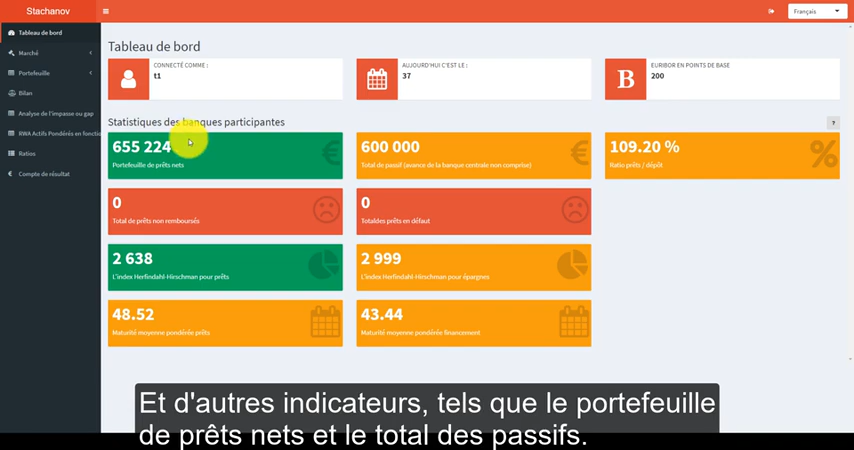 Stachanov
Français
Tableau de bord
Marché
Portefeuille
Bilan
Analyse de l'impasse ou gap
RWA Actifs Pondérés en fonctio
Ratios
Compte de résultat
Tableau de bord
CONNECTÉ COMME :
t1
AUJOURD'HUI C'EST LE :
37
B
EURIBOR EN POINTS DE BASE
200
Statistiques des banques participantes
?
655 224
Portefeuille de prêts nets
600 000
Total de passif (avance de la banque centrale non comprise)
109.20 %
Ratio prêts / dépôt
0
Total de prêts non remboursés
0
Totaldes prêts en défaut
2 638
L'index Herfindahl-Hirschman pour prêts
2 999
L'index Herfindahl-Hirschman pour épargnes
48.52
Maturité moyenne pondérée prêts
43.44
Maturité moyenne pondérée financement
Et d'autres indicateurs, tels que le portefeuille
de prêts nets et le total des passifs.